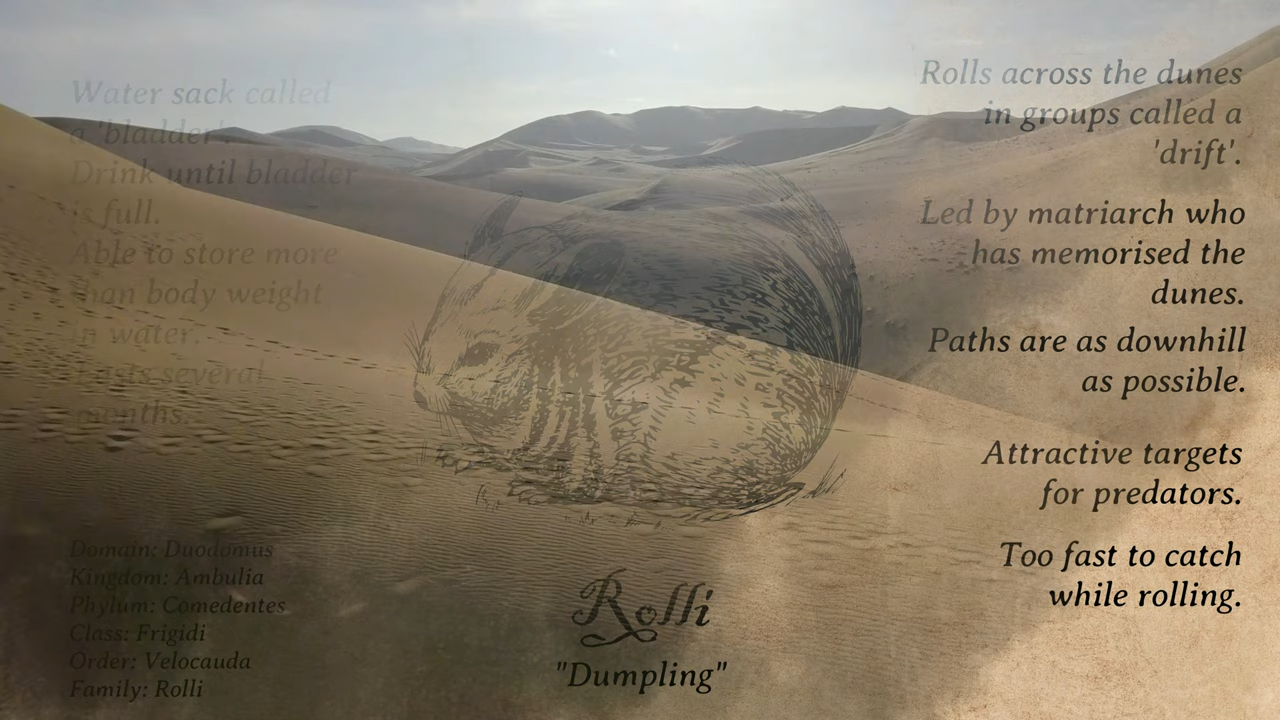 Water sack called
a 'bladder'.
Drink until bladder
is full.
Able to store more
than body weight
in water.
Lasts several
months.
Domain: Duodomus
Kingdom: Ambulia
Phylum: Comedentes
Class: Frigidi
Order: Velocauda
Family: Rolli
Rolli
"Dumpling"
Rolls across the dunes
in groups called a
'drift'.
Led by matriarch who
has memorised the
dunes.
Paths are as downhill
as possible.
Attractive targets
for predators.
Too fast to catch
while rolling.